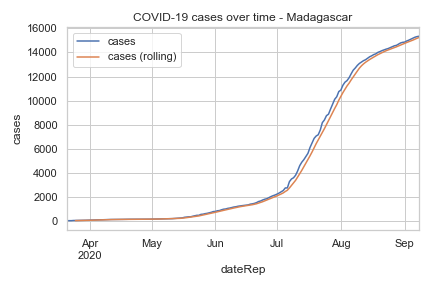 COVID-19 cases over time - Madagascar
cases
cases (rolling)
16000
14000
12000
10000
8000
6000
4000
2000
0
cases
Apr
2020
May
Jun
Jul
Aug
Sep
dateRep